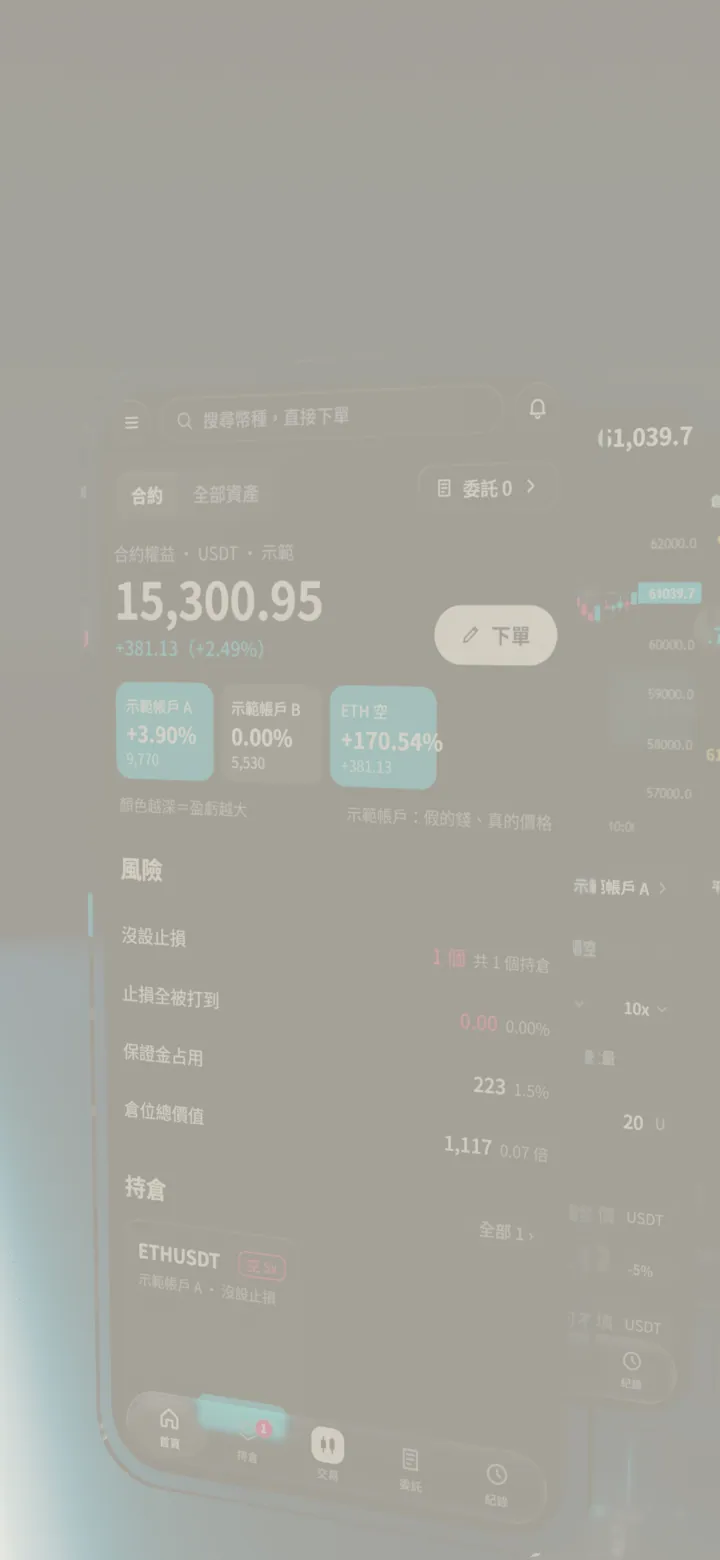 搜尋幣種，直接下單
合約
全部資產
委託 0
合約權益 · USDT · 示範
15,300.95
+381.13（+2.49%）
下單
示範帳戶 A
+3.90%
9,770
示範帳戶 B
0.00%
5,530
ETH 空
+170.54%
+381.13
顏色越深＝盈虧越大
示範帳戶：假的錢、真的價格
風險
沒設止損
1 個 共 1 個持倉
止損全被打到
0.00 0.00%
保證金占用
223 1.5%
倉位總價值
1,117 0.07 倍
持倉
全部 1
ETHUSDT
空 5x
示範帳戶 A · 沒設止損
首頁
1
持倉
交易
委託
紀錄
61,039.7
62000.0
61039.7
60000.0
59000.0
58000.0
57000.0
帳戶 A
10x
20 U
USDT
-5%
USDT
紀錄